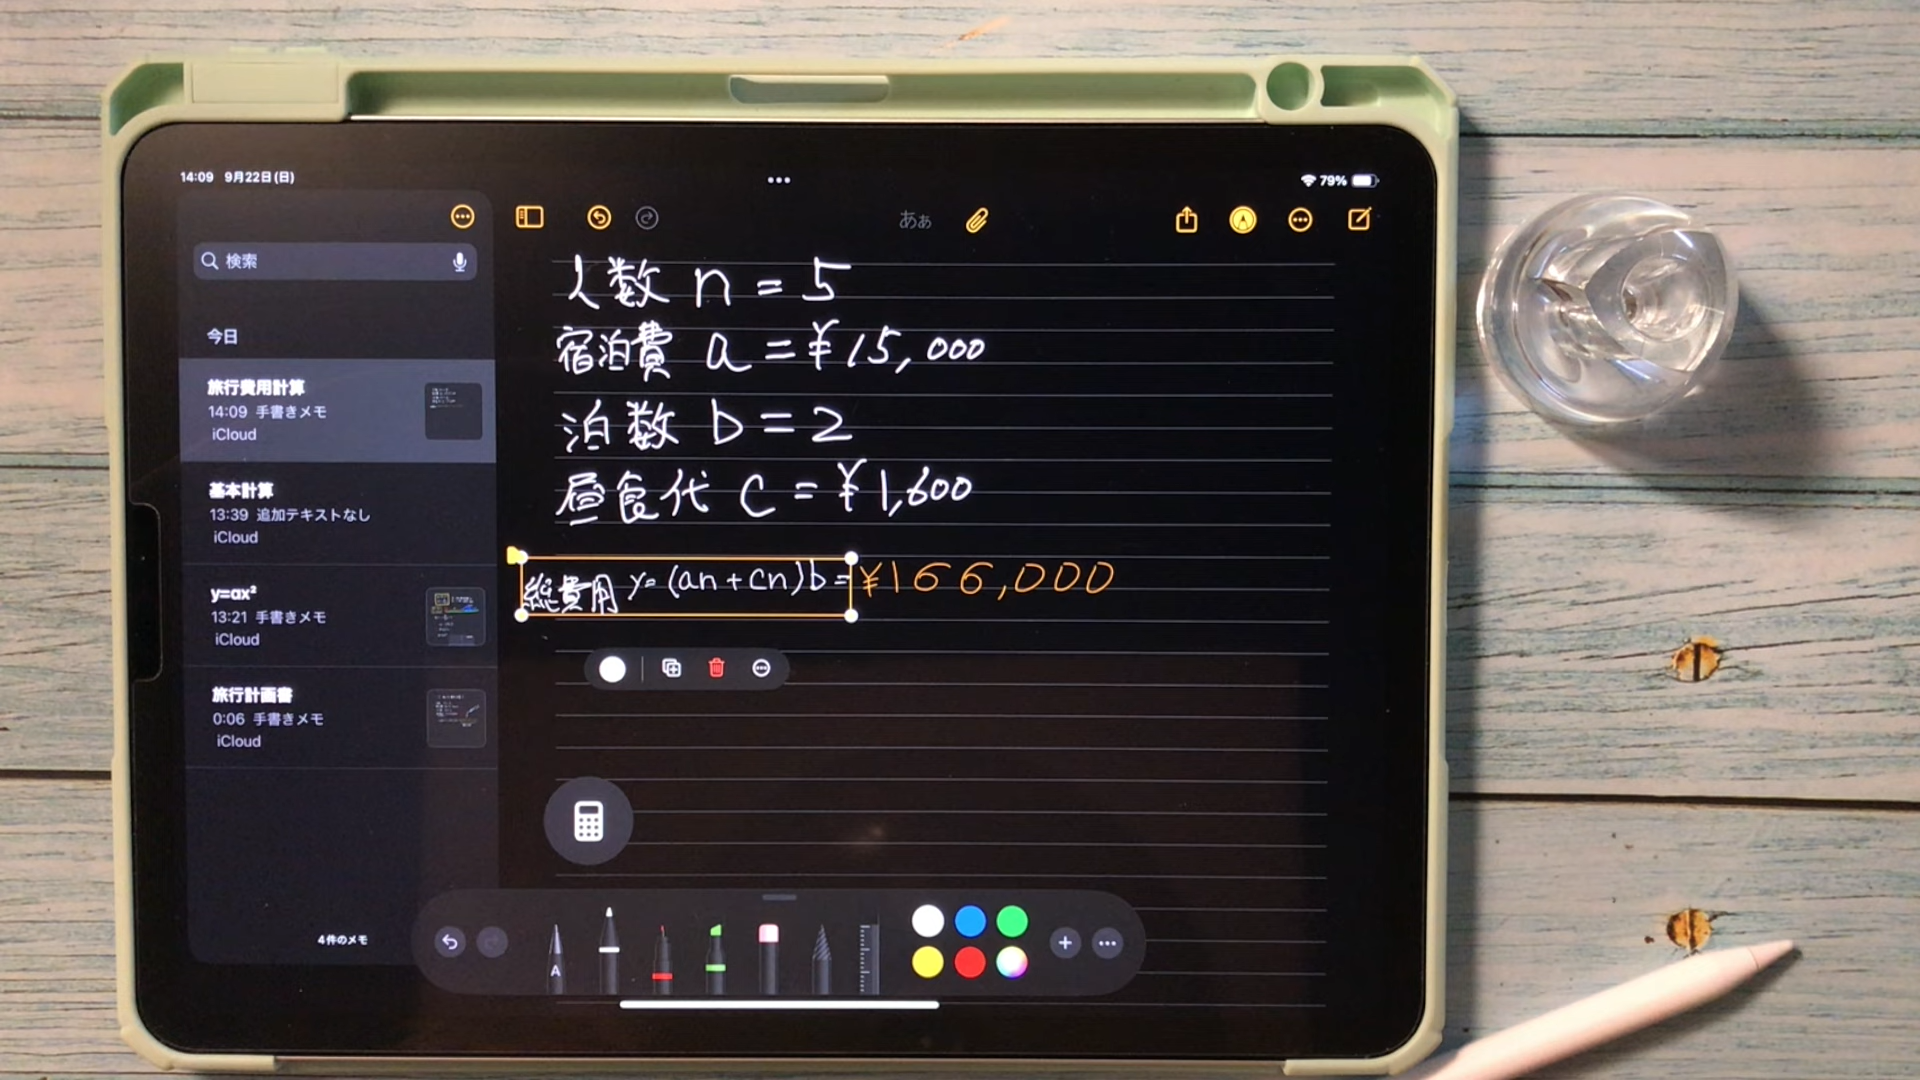 14:09 9月22日(日)
79%
あぁ
検索
今日
旅行費用計算
14:09 手書きメモ
iCloud
基本計算
13:39 追加テキストなし
iCloud
y=ax²
13:21 手書きメモ
iCloud
旅行計画書
0:06 手書きメモ
iCloud
4件のメモ
人数 n = 5
宿泊費 a = ¥15,000
泊数 b = 2
昼食代 c = ¥1,600
総費用 y= (an+cn)b = ¥166,000
A